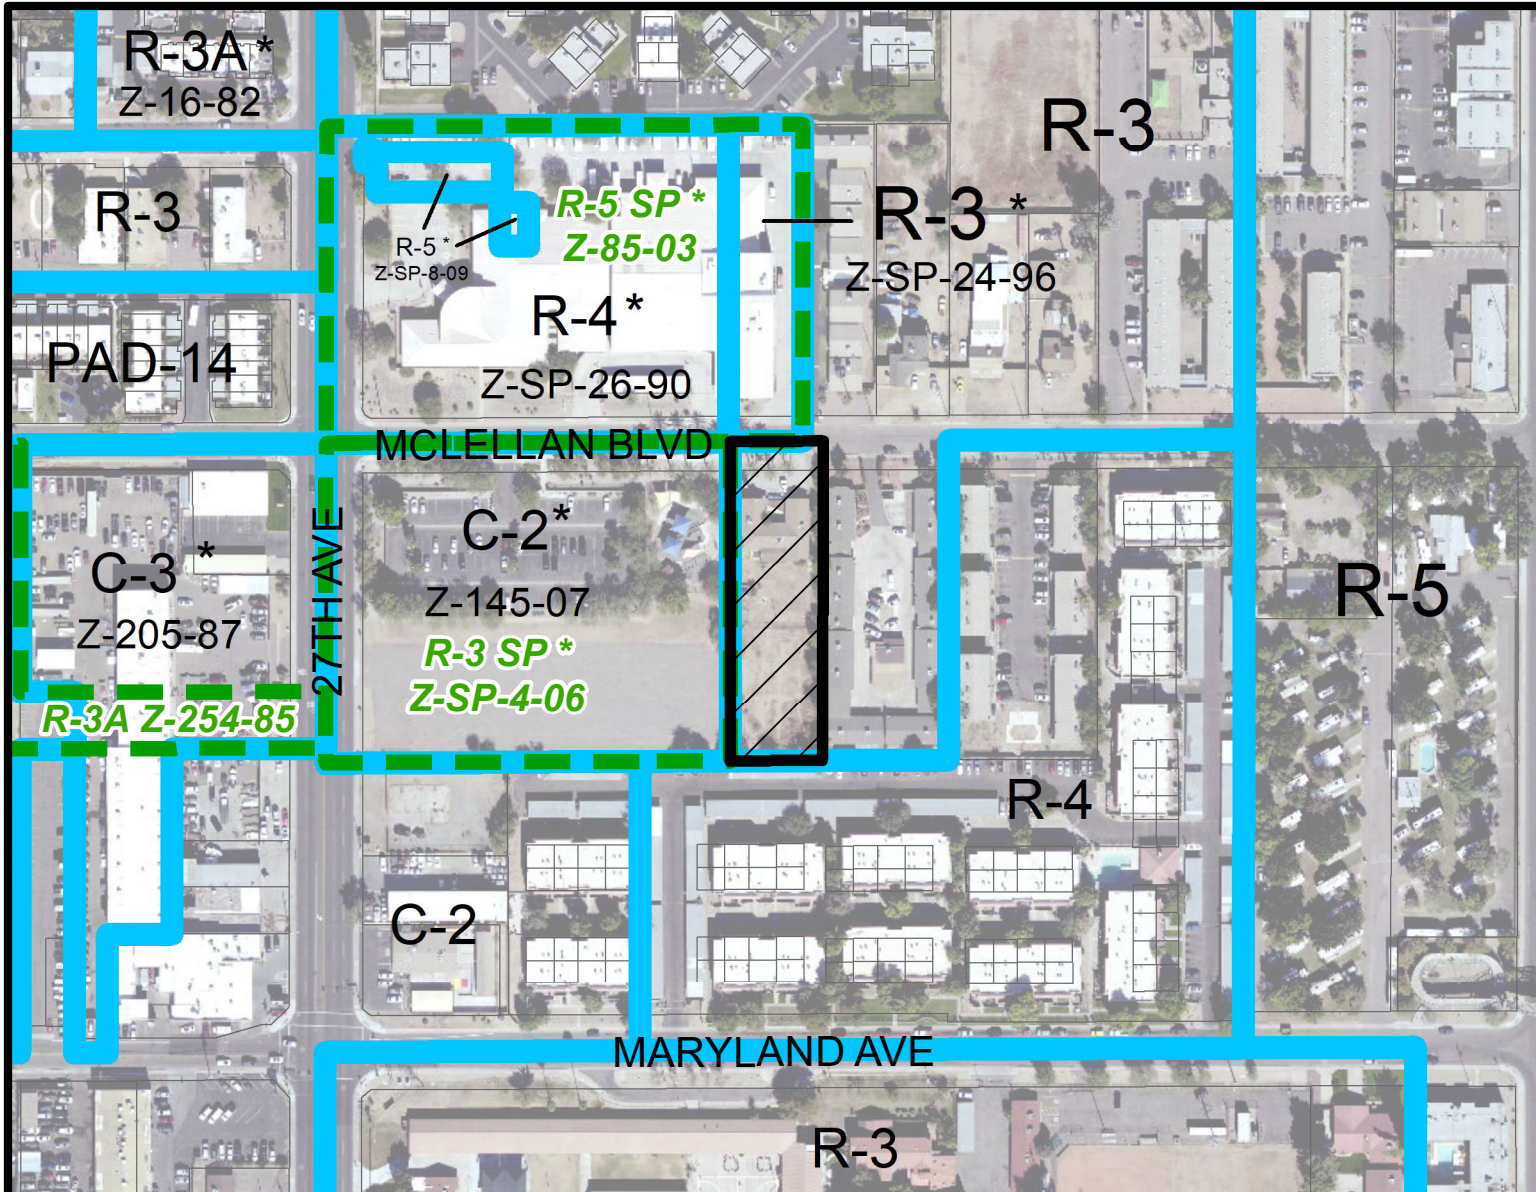 R-3A *
Z-16-82
R-3
R-3
R-5 SP *
Z-85-03
R-3 *
Z-SP-24-96
R-5 *
Z-SP-8-09
R-4 *
Z-SP-26-90
PAD-14
MCLELLAN BLVD
C-3 *
Z-205-87
27TH AVE
C-2 *
Z-145-07
R-3 SP *
Z-SP-4-06
R-5
R-3A Z-254-85
R-4
C-2
MARYLAND AVE
R-3